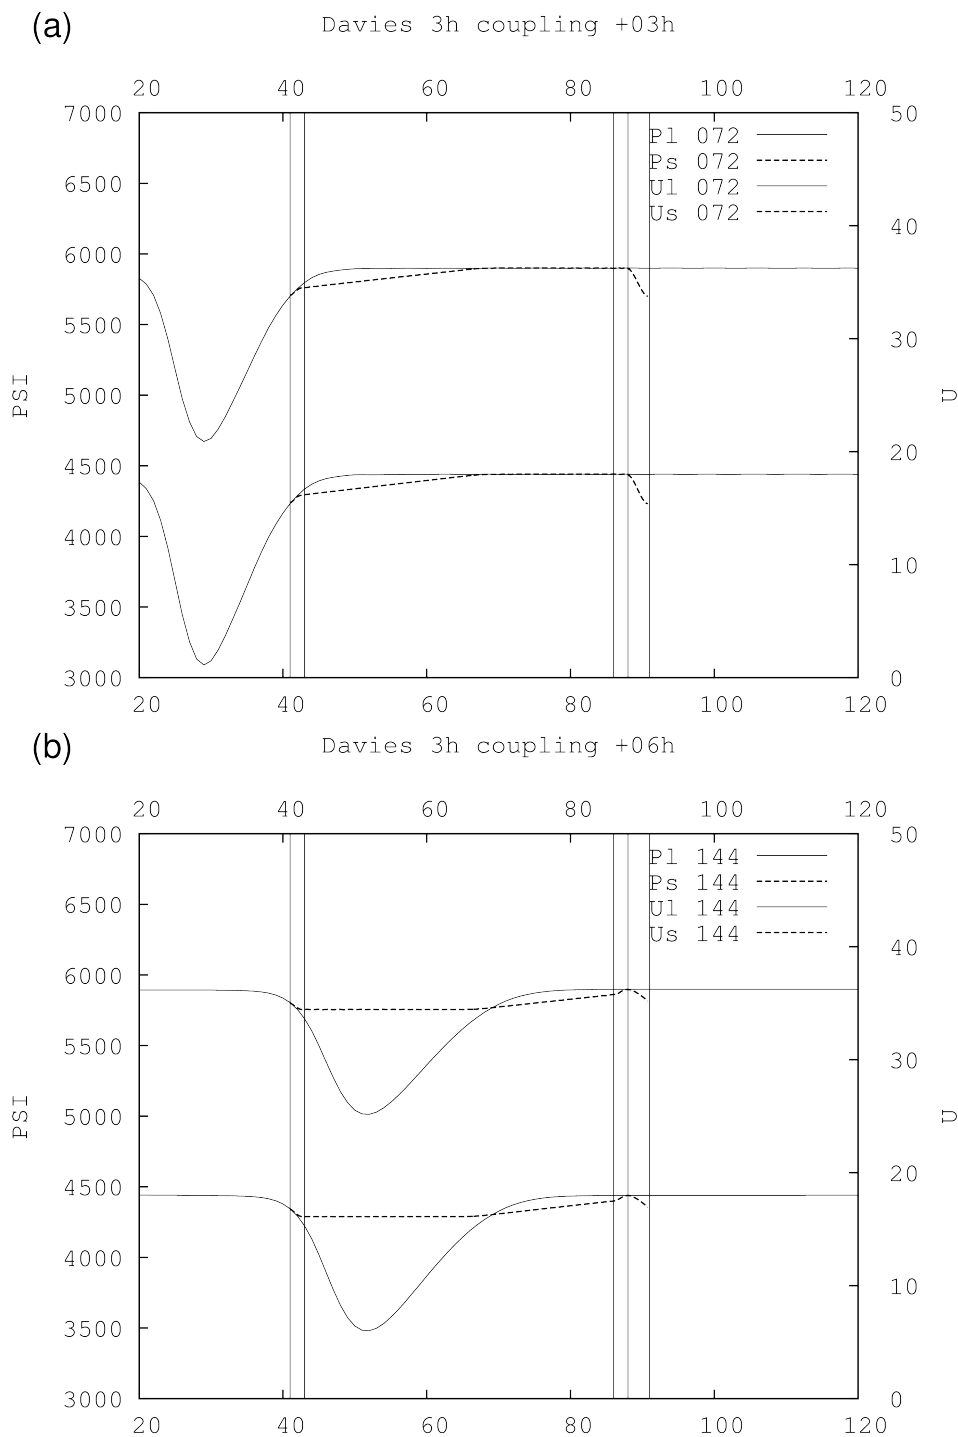 (a)
Davies 3h coupling +03h
20 40 60 80 100 120
7000 50
Pl 072
Ps 072
6500
Ul 072
Us 072
40
6000
5500
30
5000
PSI U
4500
20
4000
10
3500
3000 0
20 40 60 80 100 120
(b)
Davies 3h coupling +06h
20 40 60 80 100 120
7000 50
Pl 144
Ps 144
6500
Ul 144
Us 144
40
6000
5500
30
5000
PSI U
4500
20
4000
10
3500
3000 0
20 40 60 80 100 120